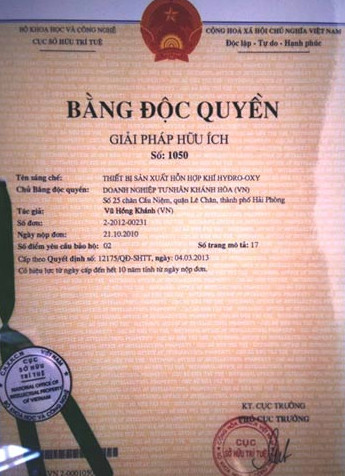 BỘ KHOA HỌC VÀ CÔNG NGHỆ
CỤC SỞ HỮU TRÍ TUỆ
CỘNG HOÀ XÃ HỘI CHỦ NGHĨA VIỆT NAM
Độc lập - Tự do - Hạnh phúc
BẰNG ĐỘC QUYỀN
GIẢI PHÁP HỮU ÍCH
Số: 1050
Tên sáng chế: THIẾT BỊ SẢN XUẤT HỖN HỢP KHÍ HYDRO-OXY
Chủ Bằng độc quyền: DOANH NGHIỆP TƯ NHÂN KHÁNH HÒA (VN)
Số 25 chân Cầu Niệm, quận Lê Chân, thành phố Hải Phòng
Tác giả: Vũ Hồng Khánh (VN)
Số đơn: 2-2012-00231
Ngày nộp đơn: 21.10.2010
Số điểm yêu cầu bảo hộ: 02 Số trang mô tả: 17
Cấp theo Quyết định số: 12175/QĐ-SHTT, ngày: 04.03.2013
Có hiệu lực từ ngày cấp đến hết 10 năm tính từ ngày nộp đơn.
CỤC
SỞ HỮU
TRÍ TUỆ
NATIONAL OFFICE OF
INTELLECTUAL PROPERTY
OF VIETNAM
KT. CỤC TRƯỞNG
PHÓ CỤC TRƯỞNG
CỤC
SỞ HỮU TRÍ TUỆ